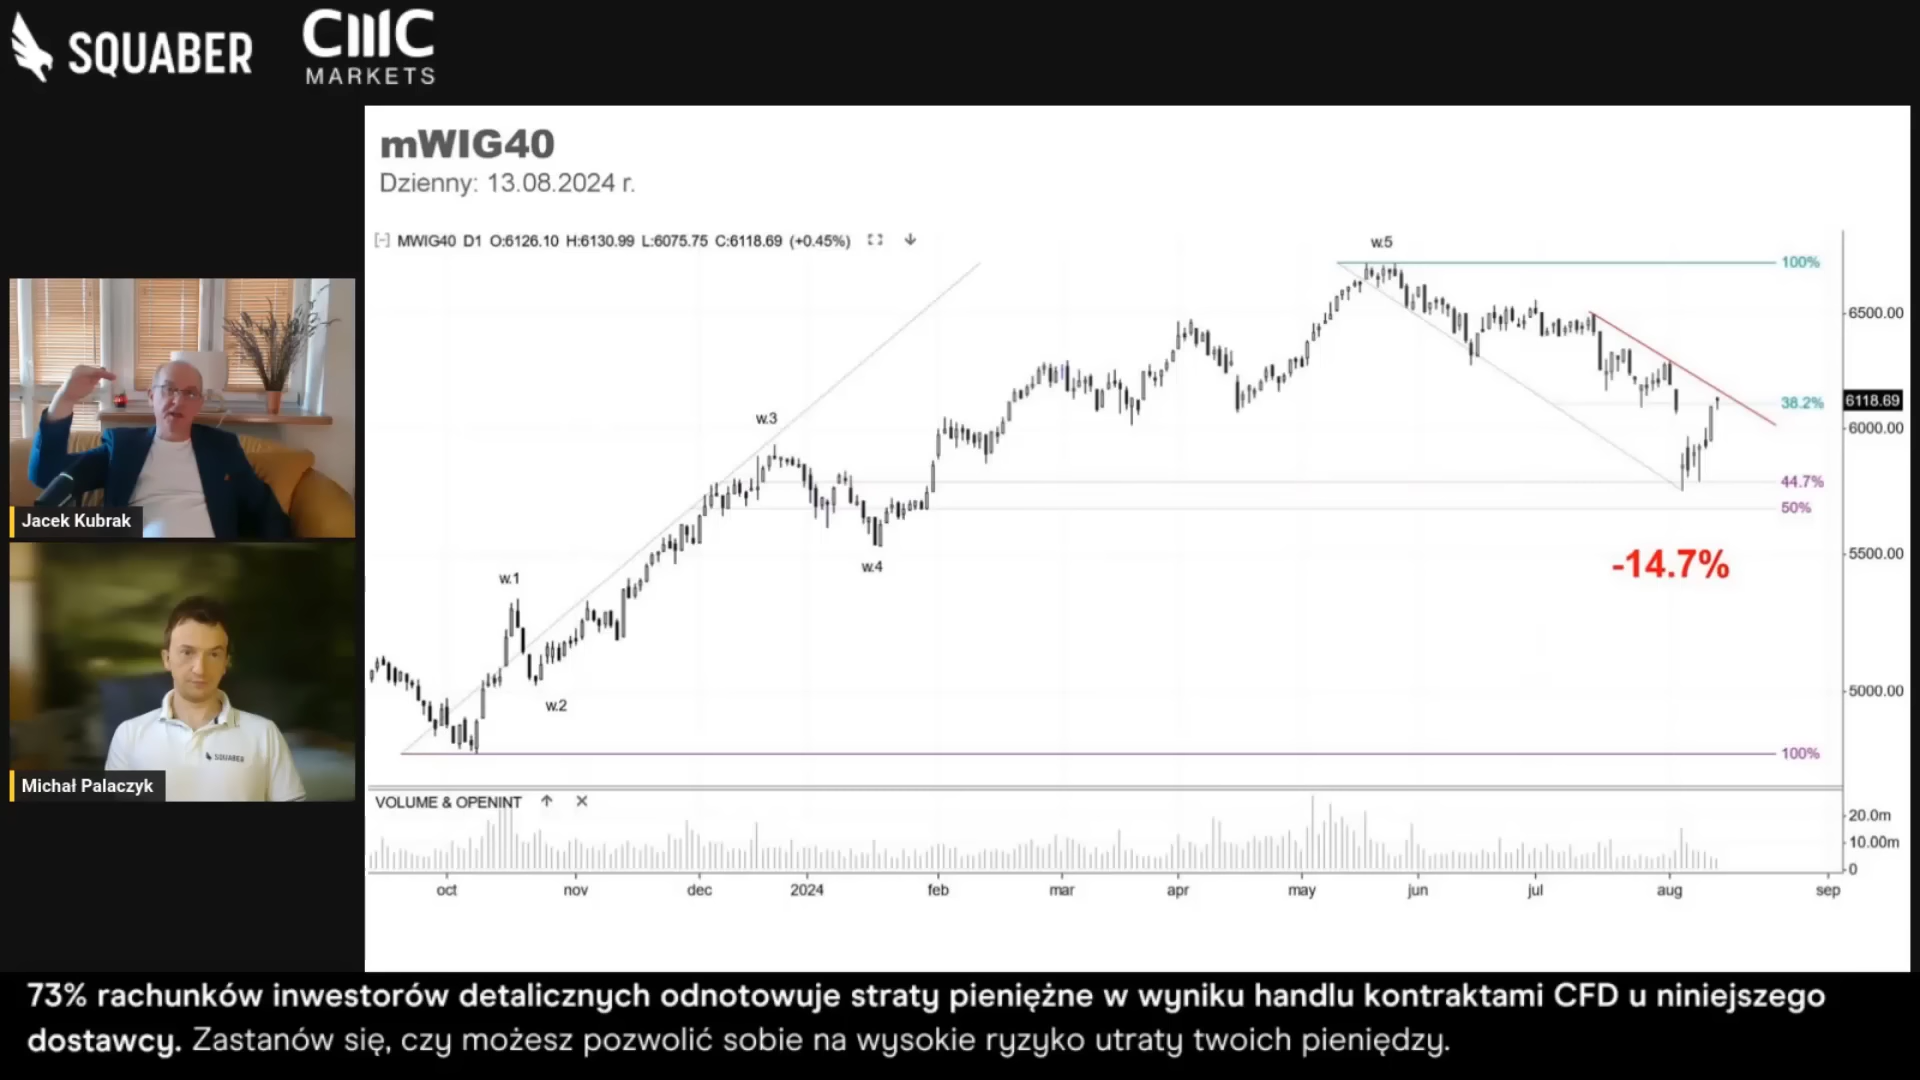 SQUABER
CMC
MARKETS
mWIG40
Dzienny: 13.08.2024 r.
[-] MWIG40 D1 O:6126.10 H:6130.99 L:6075.75 C:6118.69 (+0.45%)
w.5
100%
6500.00
w.3
38.2%
6118.69
6000.00
44.7%
50%
w.4
5500.00
-14.7%
w.1
w.2
5000.00
100%
VOLUME & OPENINT
20.0m
10.00m
0
oct nov dec 2024 feb mar apr may jun jul aug sep
Jacek Kubrak
SQUABER
Michał Palaczyk
73% rachunków inwestorów detalicznych odnotowuje straty pieniężne w wyniku handlu kontraktami CFD u niniejszego
dostawcy. Zastanów się, czy możesz pozwolić sobie na wysokie ryzyko utraty twoich pieniędzy.